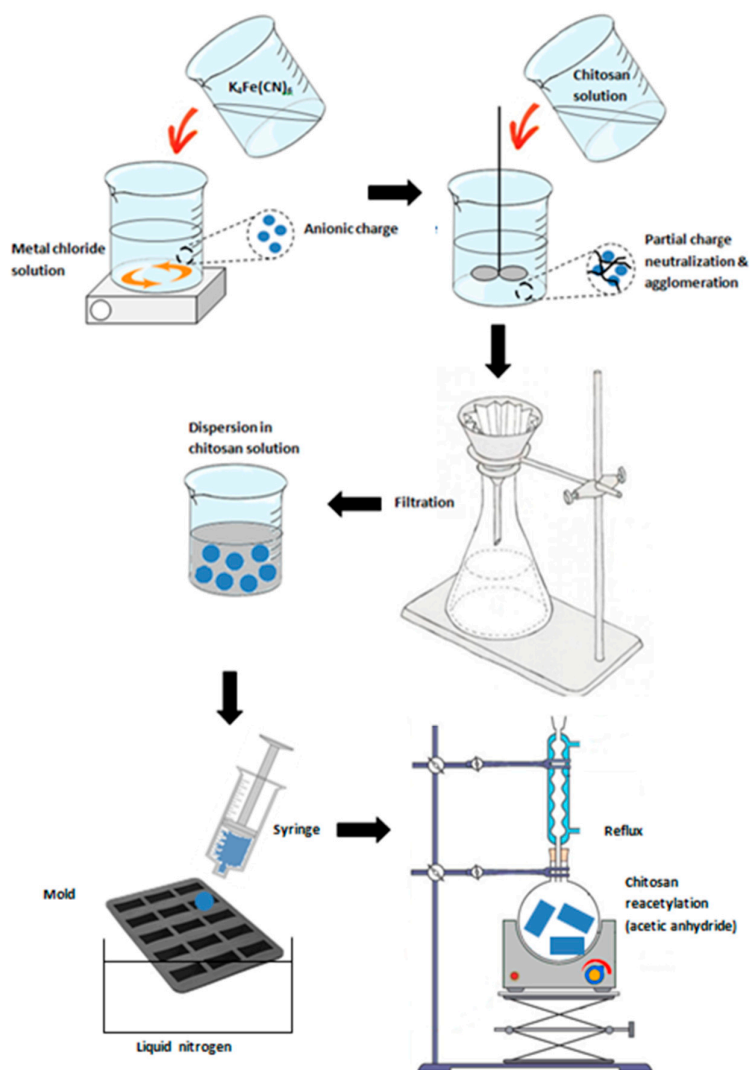 K₄Fe(CN)₆
Chitosan
solution
Metal chloride
solution
Anionic charge
Partial charge
neutralization &
agglomeration
Dispersion in
chitosan solution
Filtration
Syringe
Mold
Liquid nitrogen
Reflux
Chitosan
reacetylation
(acetic anhydride)